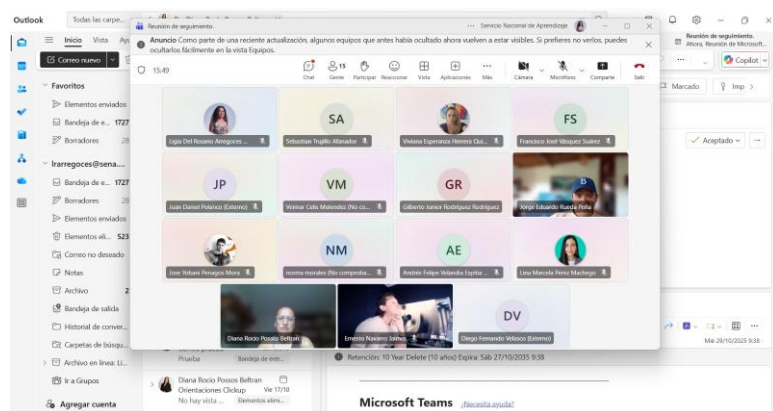 Outlook
Todas las carpe...
Reunión de seguimiento.
Servicio Nacional de Aprendizaje
Reunión de seguimiento.
Ahora, Reunión de Microsoft...
Inicio Vista Ayu
Anuncio Como parte de una reciente actualización, algunos equipos que antes había ocultado ahora vuelven a estar visibles. Si prefieres no verlos, puedes
ocultarlos fácilmente en la vista Equipos.
Correo nuevo
Copilot
15:49
15
Chat Gente Participar Reaccionar Vista Aplicaciones Más Cámara Micrófono Comparte Salir
Marcado Imp
Favoritos
Elementos enviados
Bandeja de e... 1727
Borradores 28
Aceptado
Irarregoces@sena....
Bandeja de e... 1727
Borradores 28
Elementos enviados
Elementos eli... 523
Correo no deseado
Notas
Archivo 2
Bandeja de salida
Historial de conver...
Carpetas de búsqu...
Archivo en línea: Li...
Ir a Grupos
Agregar cuenta
SA
FS
Ligia Del Rosario Arregoces ...
Sebastian Trujillo Afanador
Viviana Esperanza Herrera Qui...
Francisco José Vásquez Suárez
JP
VM
GR
Juan Daniel Polanco (Externo)
Veimar Celis Melendez (No co...
Gilberto Junior Rodríguez Rodríguez
Jorge Eduardo Rueda Peña
NM
AE
Jose Yobani Penagos Mora
norma morales (No comproba...
Andrés Felipe Velandia Espitia ...
Lina Marcela Perez Machego
DV
Diana Rocio Possos Beltran
Ernesto Navarro Jaimes
Diego Fernando Velasco (Externo)
Mié 29/10/2025 9:38
Prueba Bandeja de entr...
Retención: 10 Year Delete (10 años) Expira: Sáb 27/10/2035 9:38
Diana Rocio Possos Beltran
Orientaciones Clickup Vie 17/10
No hay vista ... Elementos elimi...
Microsoft Teams ¿Necesita ayuda?